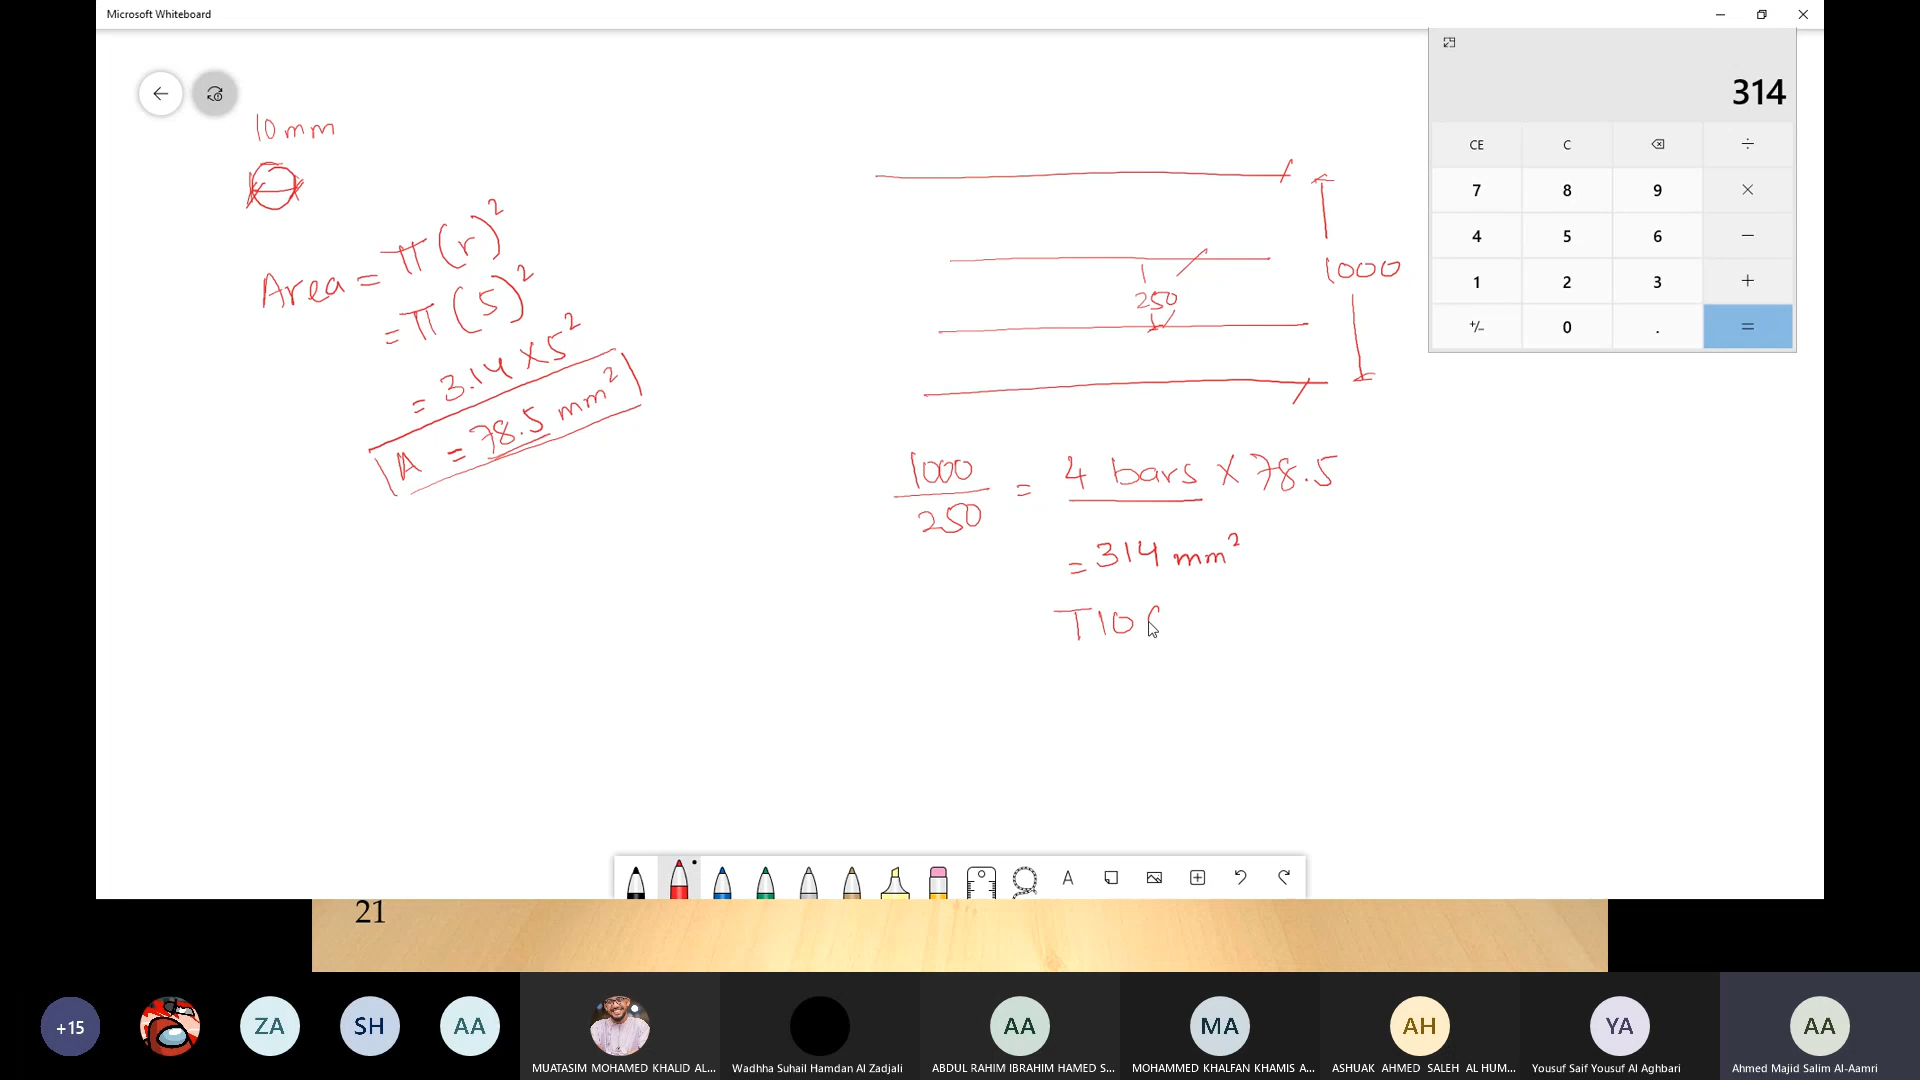 Microsoft Whiteboard
314
CE C ÷
7 8 9 ×
4 5 6 −
1 2 3 +
+/− 0 . =
10mm
Area = π(r)²
= π(5)²
= 3.14 × 5²
A = 78.5 mm²
250
1000
1000/250 = 4 bars × 78.5
= 314 mm²
T10
A
21
+15
ZA
SH
AA
MUATASIM MOHAMED KHALID AL...
Wadhha Suhail Hamdan Al Zadjali
AA
ABDUL RAHIM IBRAHIM HAMED S...
MA
MOHAMMED KHALFAN KHAMIS A...
AH
ASHUAK AHMED SALEH AL HUM...
YA
Yousuf Saif Yousuf Al Aghbari
AA
Ahmed Majid Salim Al-Aamri